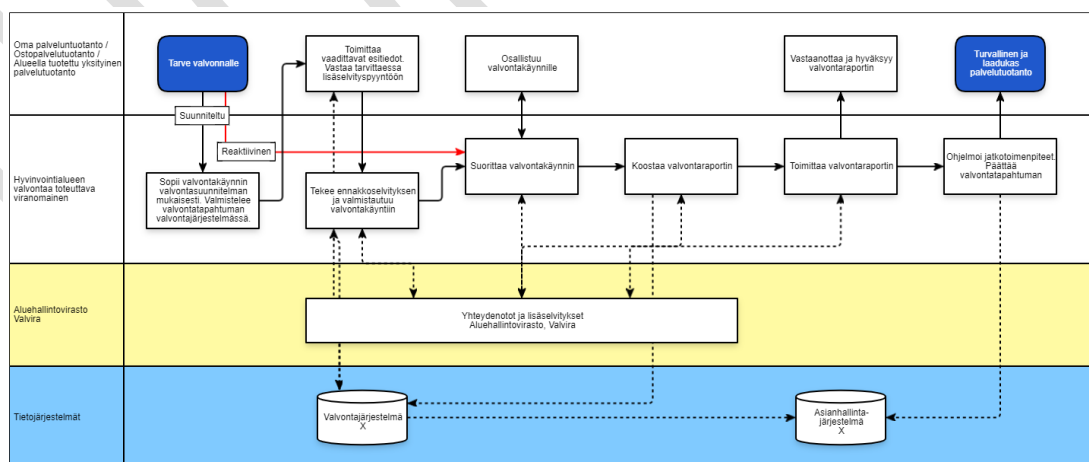 Oma palveluntuotanto /
Ostopalvelutuotanto /
Alueella tuotettu yksityinen
palvelutuotanto
Tarve valvonnalle
Toimittaa
vaadittavat esitiedot.
Vastaa tarvittaessa
lisäselvityspyyntöön
Osallistuu
valvontakäynnille
Vastaanottaa ja hyväksyy
valvontaraportin
Turvallinen ja
laadukas
palvelutuotanto
Suunniteltu
Reaktiivinen
Hyvinvointialueen
valvontaa toteuttava
viranomainen
Sopii valvontakäynnin
valvontasuunnitelman
mukaisesti. Valmistelee
valvontatapahtuman
valvontajärjestelmässä.
Tekee ennakkoselvityksen
ja valmistautuu
valvontakäyntiin
Suorittaa valvontakäynnin
Koostaa valvontaraportin
Toimittaa valvontaraportin
Ohjelmoi jatkotoimenpiteet.
Päättää
valvontatapahtuman
Aluehallintovirasto
Valvira
Yhteydenotot ja lisäselvitykset
Aluehallintovirasto, Valvira
Tietojärjestelmät
Valvontajärjestelmä
X
Asianhallinta-
järjestelmä
X